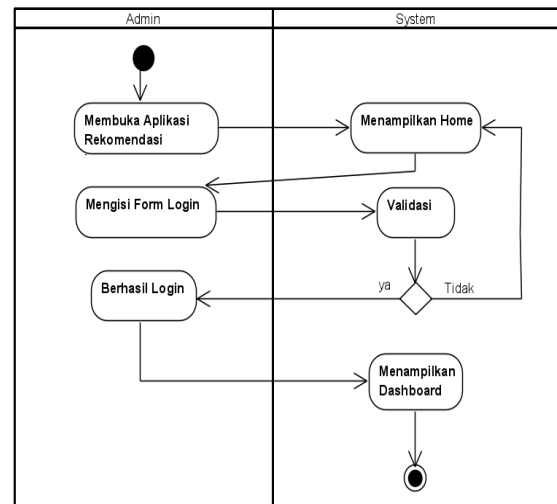 Admin
System
Membuka Aplikasi
Rekomendasi
Menampilkan Home
Mengisi Form Login
Validasi
Berhasil Login
ya
Tidak
Menampilkan
Dashboard